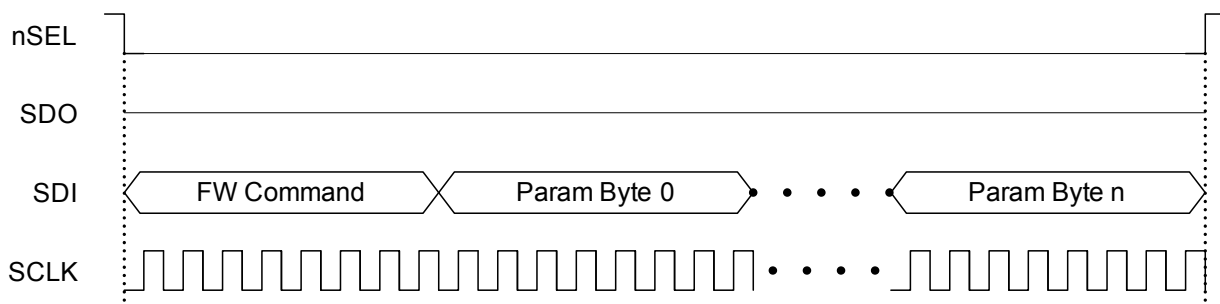 nSEL
SDO
SDI FW Command Param Byte 0 Param Byte n
SCLK